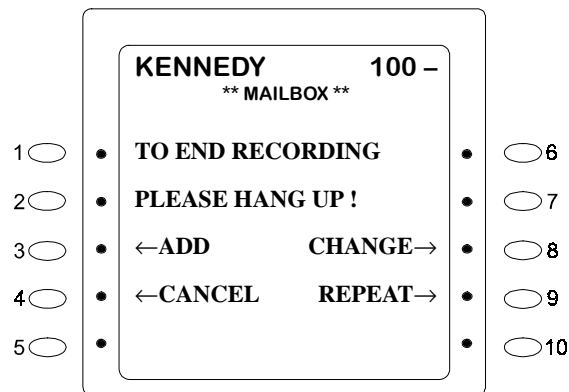 KENNEDY 100 –
** MAILBOX **
1 TO END RECORDING 6
2 PLEASE HANG UP ! 7
3 ←ADD CHANGE→ 8
4 ←CANCEL REPEAT→ 9
5 10